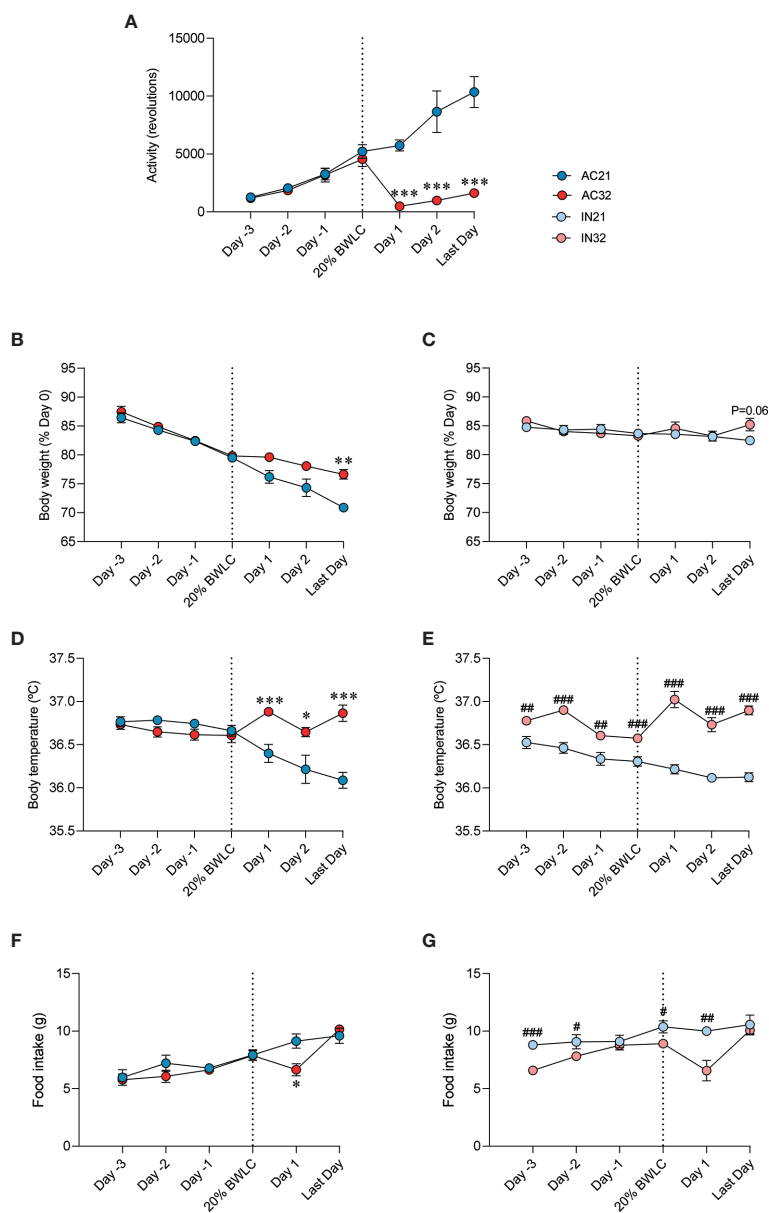 A
Activity (revolutions)
15000
10000
5000
0
*** *** ***
Day -3
Day -2
Day -1
20% BWLC
Day 1
Day 2
Last Day
AC21
AC32
IN21
IN32
B
Body weight (% Day 0)
95
90
85
80
75
70
65
**
Day -3
Day -2
Day -1
20% BWLC
Day 1
Day 2
Last Day
C
Body weight (% Day 0)
95
90
85
80
75
70
65
P=0.06
Day -3
Day -2
Day -1
20% BWLC
Day 1
Day 2
Last Day
D
Body temperature (ºC)
37.5
37.0
36.5
36.0
35.5
*** * ***
Day -3
Day -2
Day -1
20% BWLC
Day 1
Day 2
Last Day
E
Body temperature (ºC)
37.5
37.0
36.5
36.0
35.5
## ### ## ### ### ### ###
Day -3
Day -2
Day -1
20% BWLC
Day 1
Day 2
Last Day
F
Food intake (g)
15
10
5
0
*
Day -3
Day -2
Day -1
20% BWLC
Day 1
Last Day
G
Food intake (g)
15
10
5
0
### # # ##
Day -3
Day -2
Day -1
20% BWLC
Day 1
Last Day